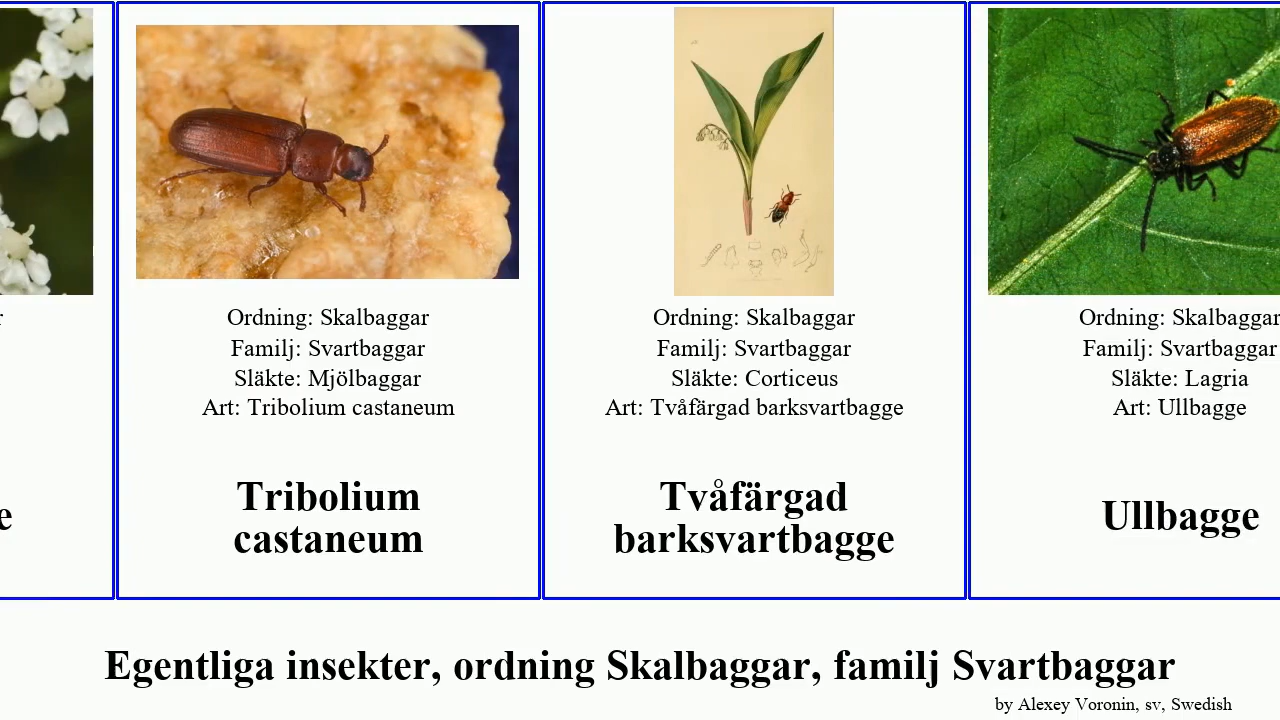 r
Ordning: Skalbaggar
Familj: Svartbaggar
Släkte: Mjölbaggar
Art: Tribolium castaneum
Tribolium
castaneum
Ordning: Skalbaggar
Familj: Svartbaggar
Släkte: Corticeus
Art: Tvåfärgad barksvartbagge
Tvåfärgad
barksvartbagge
Ordning: Skalbaggar
Familj: Svartbaggar
Släkte: Lagria
Art: Ullbagge
Ullbagge
e
Egentliga insekter, ordning Skalbaggar, familj Svartbaggar
by Alexey Voronin, sv, Swedish